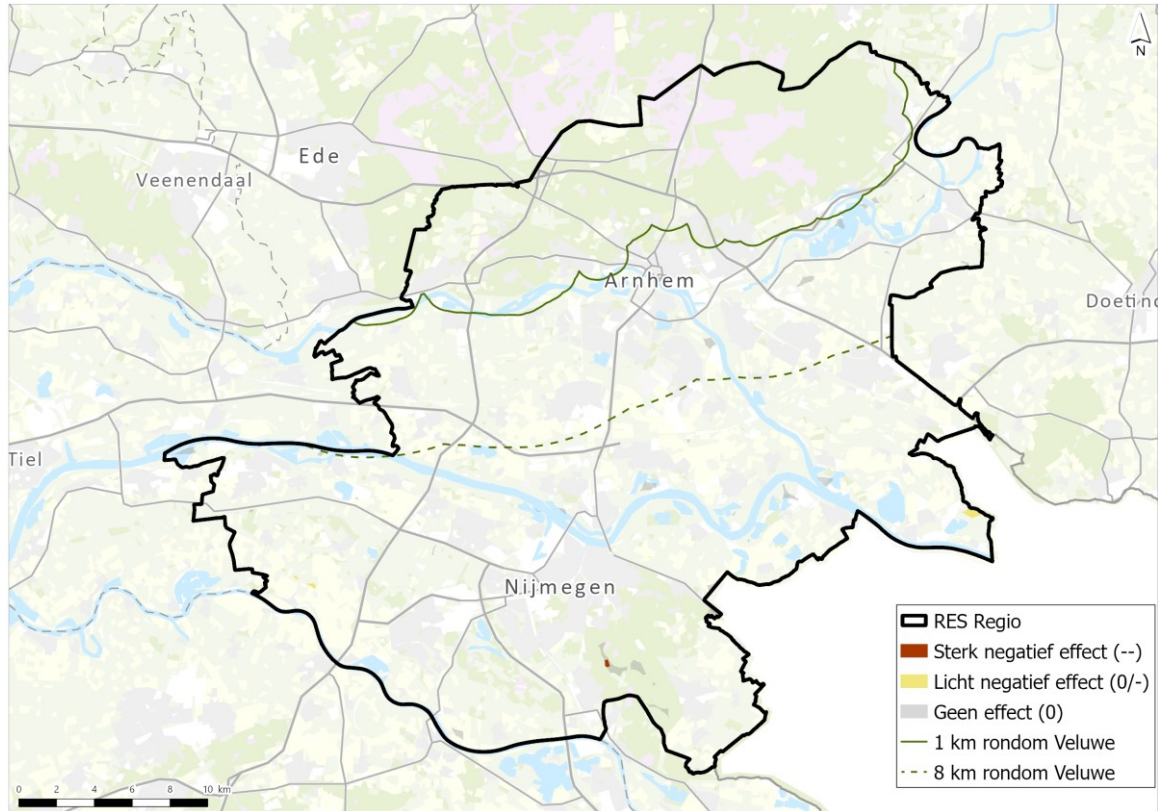 N
Ede
Veenendaal
Arnhem
Doetinc
Tiel
Nijmegen
RES Regio
Sterk negatief effect (--)
Licht negatief effect (0/-)
Geen effect (0)
1 km rondom Veluwe
8 km rondom Veluwe
0 2 4 6 8 10 km